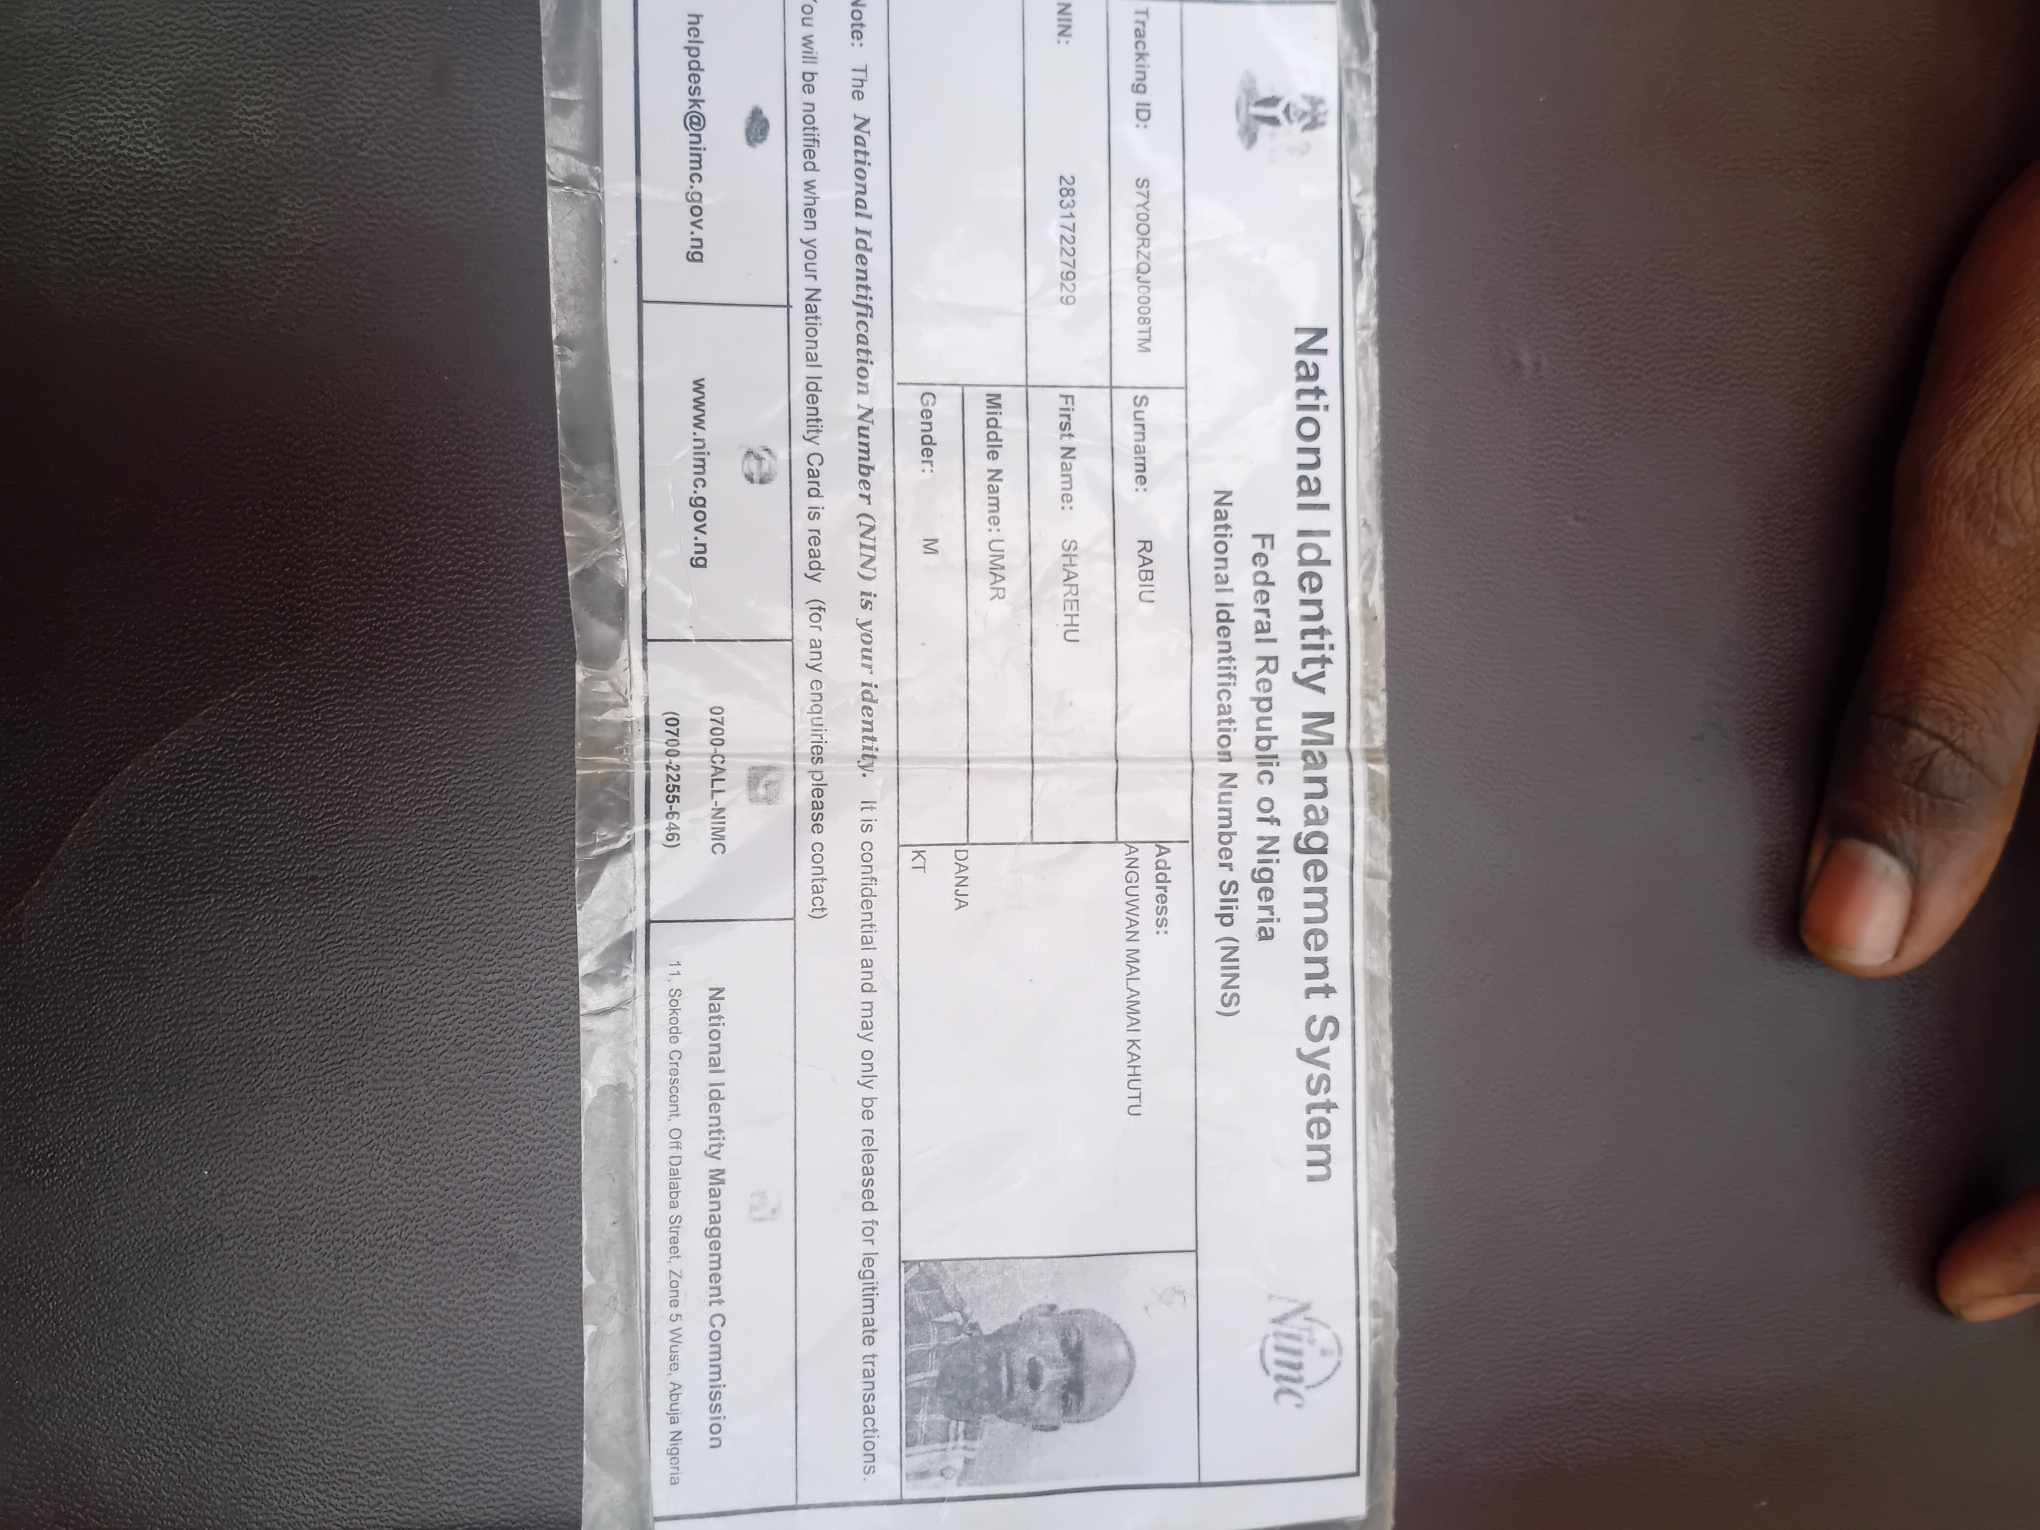 National Identity Management System
Federal Republic of Nigeria
National Identification Number Slip (NINS)
Nimc
Tracking ID: S7Y0ORZQJ0008TM
Surname: RABIU
Address:
ANGUWAN MALAMAI KAHUTU
NIN: 28317227929
First Name: SHAREHU
Middle Name: UMAR
DANJA
Gender: M
KT
Note: The National Identification Number (NIN) is your identity. It is confidential and may only be released for legitimate transactions.
You will be notified when your National Identity Card is ready (for any enquiries please contact)
helpdesk@nimc.gov.ng
www.nimc.gov.ng
0700-CALL-NIMC
(0700-2255-646)
National Identity Management Commission
11, Sokode Crescent, Off Dalaba Street, Zone 5 Wuse, Abuja Nigeria